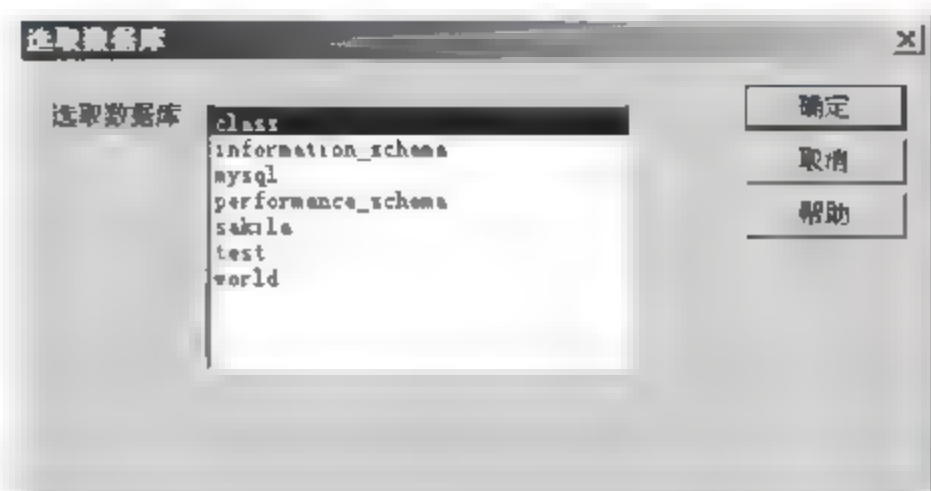 选取数据库
选取数据库
class
information_schema
mysql
performance_schema
sakila
test
world
确定
取消
帮助